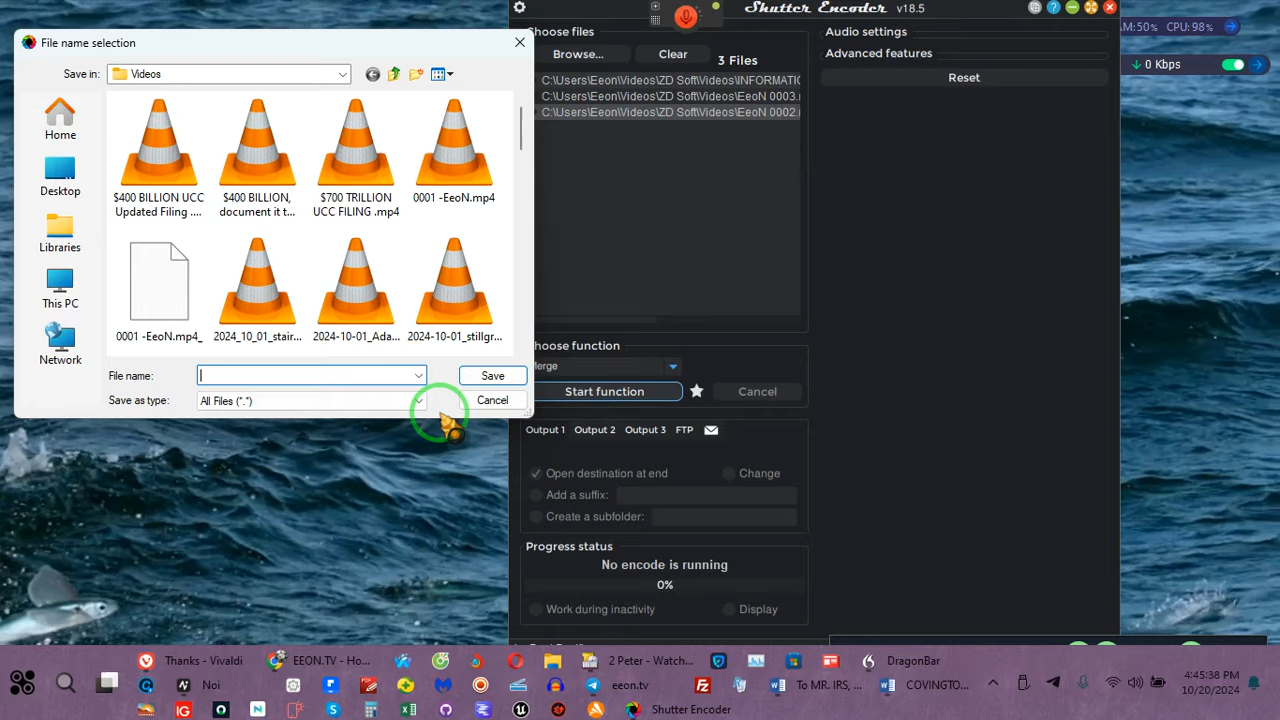 File name selection
Save in:
Videos
Home
Desktop
Libraries
This PC
Network
$400 BILLION UCC
Updated Filing ....
$400 BILLION,
document it t...
$700 TRILLION
UCC FILING .mp4
0001 -EeoN.mp4
0001 -EeoN.mp4_
2024_10_01_stair...
2024-10-01_Ada...
2024-10-01_stillgr...
File name:
Save
Save as type:
All Files (*.*)
Cancel
Shutter Encoder v18.5
Choose files
Browse...
Clear
3 Files
C:\Users\Eeon\Videos\ZD Soft\Videos\INFORMATIO
C:\Users\Eeon\Videos\ZD Soft\Videos\EeoN 0003.
C:\Users\Eeon\Videos\ZD Soft\Videos\EeoN 0002.
Choose function
Merge
Start function
Cancel
Output 1
Output 2
Output 3
FTP
Open destination at end
Change
Add a suffix:
Create a subfolder:
Progress status
No encode is running
0%
Work during inactivity
Display
Audio settings
Advanced features
Reset
AM:50%
CPU: 98%
0 Kbps
Thanks - Vivaldi
EEON.TV - Ho...
2 Peter - Watch...
DragonBar
Noi
eeon.tv
To MR. IRS, ...
COVINGTO...
Shutter Encoder
4:45:38 PM
10/20/2024